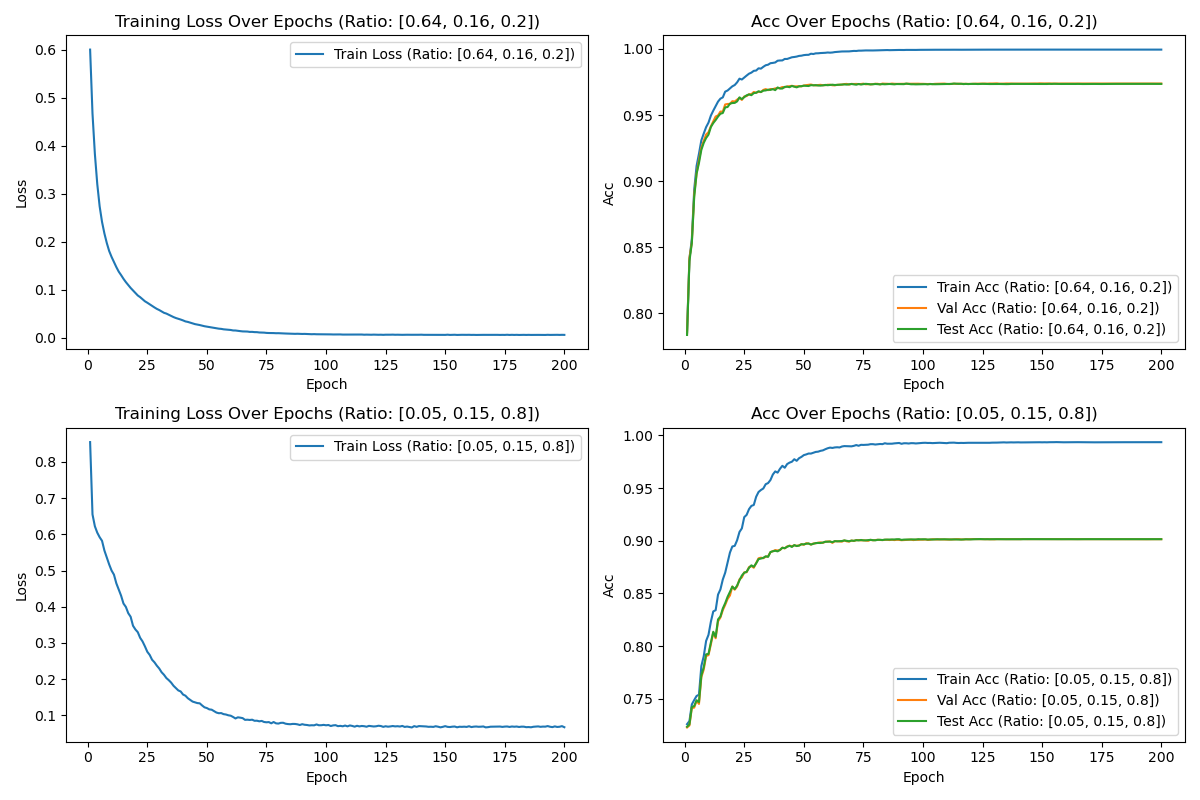 Training Loss Over Epochs (Ratio: [0.64, 0.16, 0.2])
Train Loss (Ratio: [0.64, 0.16, 0.2])
0.6
0.5
0.4
0.3
0.2
0.1
0.0
Loss
0 25 50 75 100 125 150 175 200
Epoch
Acc Over Epochs (Ratio: [0.64, 0.16, 0.2])
1.00
0.95
0.90
0.85
0.80
Acc
Train Acc (Ratio: [0.64, 0.16, 0.2])
Val Acc (Ratio: [0.64, 0.16, 0.2])
Test Acc (Ratio: [0.64, 0.16, 0.2])
0 25 50 75 100 125 150 175 200
Epoch
Training Loss Over Epochs (Ratio: [0.05, 0.15, 0.8])
Train Loss (Ratio: [0.05, 0.15, 0.8])
0.8
0.7
0.6
0.5
0.4
0.3
0.2
0.1
Loss
0 25 50 75 100 125 150 175 200
Epoch
Acc Over Epochs (Ratio: [0.05, 0.15, 0.8])
1.00
0.95
0.90
0.85
0.80
0.75
Acc
Train Acc (Ratio: [0.05, 0.15, 0.8])
Val Acc (Ratio: [0.05, 0.15, 0.8])
Test Acc (Ratio: [0.05, 0.15, 0.8])
0 25 50 75 100 125 150 175 200
Epoch